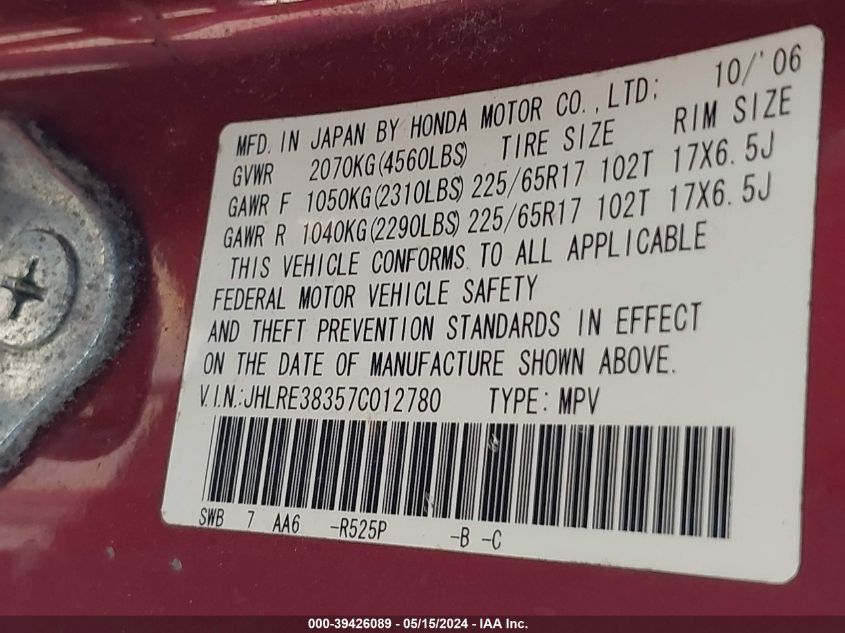 10/'06
MFD. IN JAPAN BY HONDA MOTOR CO.,LTD:
GVWR 2070KG(4560LBS) TIRE SIZE RIM SIZE
GAWR F 1050KG(2310LBS) 225/65R17 102T 17X6.5J
GAWR R 1040KG(2290LBS) 225/65R17 102T 17X6.5J
THIS VEHICLE CONFORMS TO ALL APPLICABLE
FEDERAL MOTOR VEHICLE SAFETY
AND THEFT PREVENTION STANDARDS IN EFFECT
ON THE DATE OF MANUFACTURE SHOWN ABOVE.
V.I.N.:JHLRE38357C012780 TYPE: MPV
SWB 7 AA6 -R525P -B -C
000-39426089 - 05/15/2024 - IAA Inc.